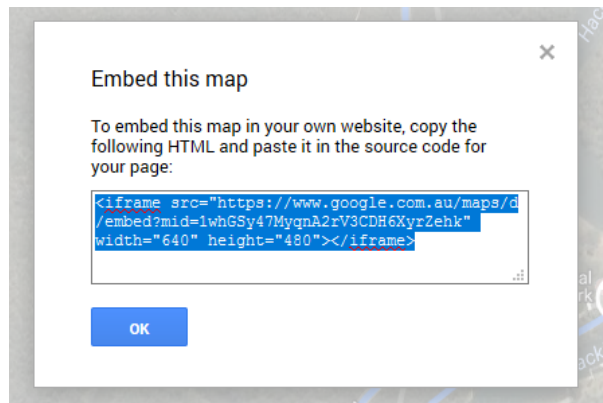 Embed this map
To embed this map in your own website, copy the
following HTML and paste it in the source code for
your page:
<iframe src="https://www.google.com.au/maps/d
/embed?mid=1whGSy47MyqnA2rV3CDH6XyrZehk"
width="640" height="480"></iframe>
OK